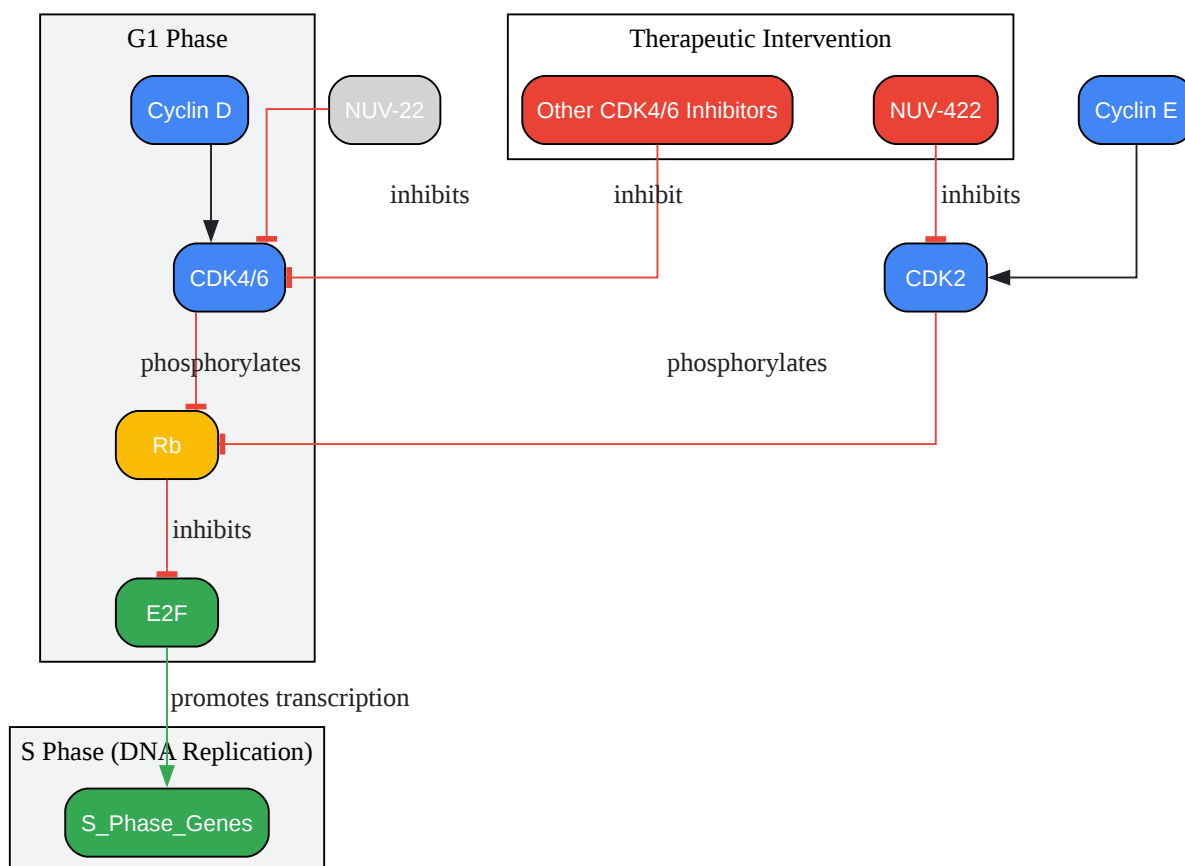 G1 Phase
Therapeutic Intervention
Cyclin D
NUV-22
Other CDK4/6 Inhibitors
NUV-422
Cyclin E
inhibits
inhibit
inhibits
CDK4/6
CDK2
phosphorylates
phosphorylates
Rb
inhibits
E2F
promotes transcription
S Phase (DNA Replication)
S_Phase_Genes